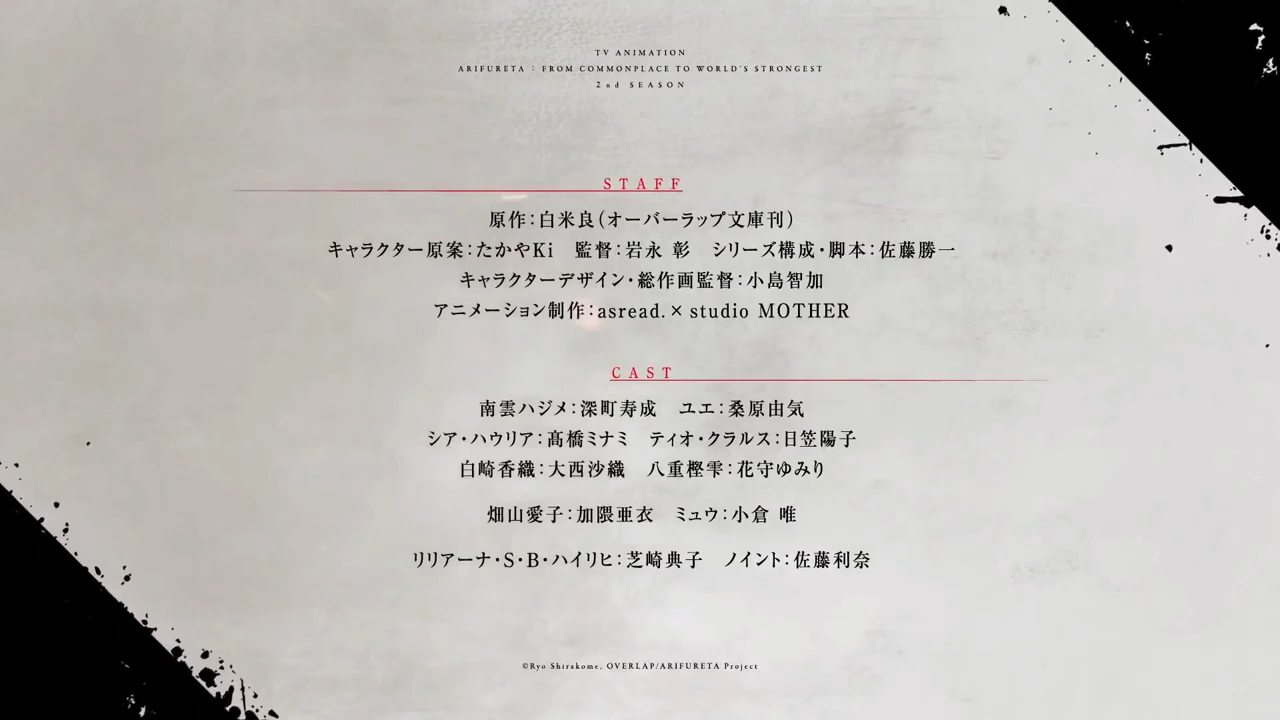 TV ANIMATION
ARIFURETA : FROM COMMONPLACE TO WORLD'S STRONGEST
2nd SEASON
STAFF
原作：白米良（オーバーラップ文庫刊）
キャラクター原案：たかやKi　監督：岩永 彰　シリーズ構成・脚本：佐藤勝一
キャラクターデザイン・総作画監督：小島智加
アニメーション制作：asread.× studio MOTHER
CAST
南雲ハジメ：深町寿成　ユエ：桑原由気
シア・ハウリア：髙橋ミナミ　ティオ・クラルス：日笠陽子
白崎香織：大西沙織　八重樫雫：花守ゆみり
畑山愛子：加隈亜衣　ミュウ：小倉 唯
リリアーナ・S・B・ハイリヒ：芝崎典子　ノイント：佐藤利奈
©Ryo Shirakome, OVERLAP/ARIFURETA Project